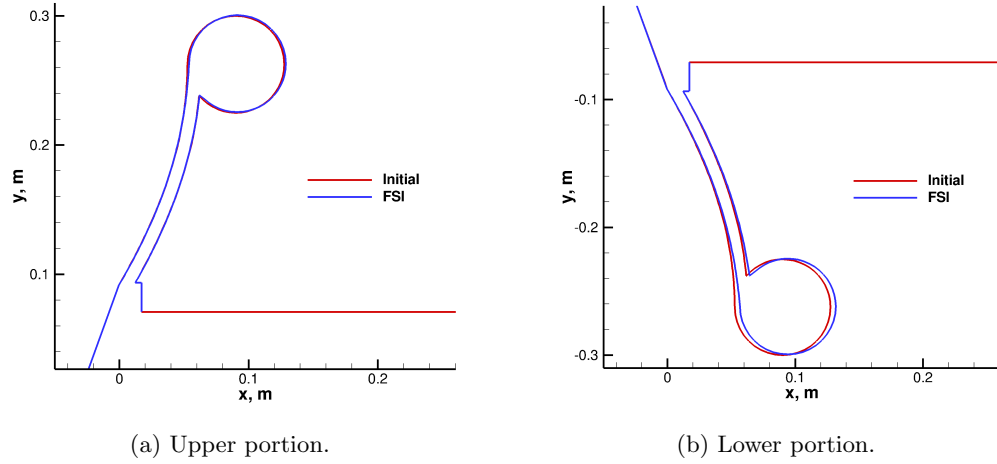 0.3
0.2
0.1
y, m
0
0.1
0.2
x, m
Initial
FSI
(a) Upper portion.
-0.1
-0.2
-0.3
y, m
0
0.1
0.2
x, m
Initial
FSI
(b) Lower portion.